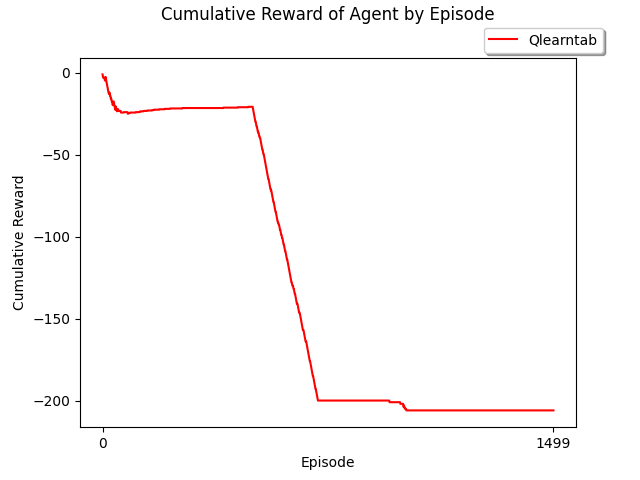 Cumulative Reward of Agent by Episode
Qlearntab
0
−50
−100
−150
−200
Cumulative Reward
0
1499
Episode